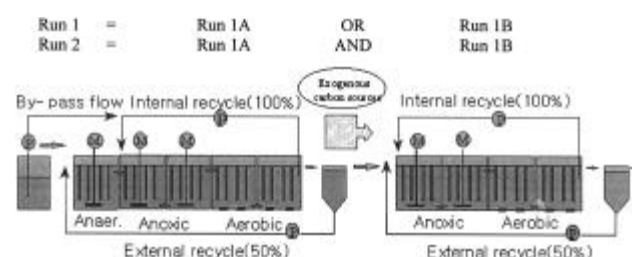 Run 1 = Run 1A OR Run 1B
Run 2 = Run 1A AND Run 1B
Exogenous
carbon sources
By-pass flow Internal recycle(100%) Internal recycle(100%)
P P P
P M M M M M
Anaer. Anoxic Aerobic Anoxic Aerobic
P P
External recycle(50%) External recycle(50%)